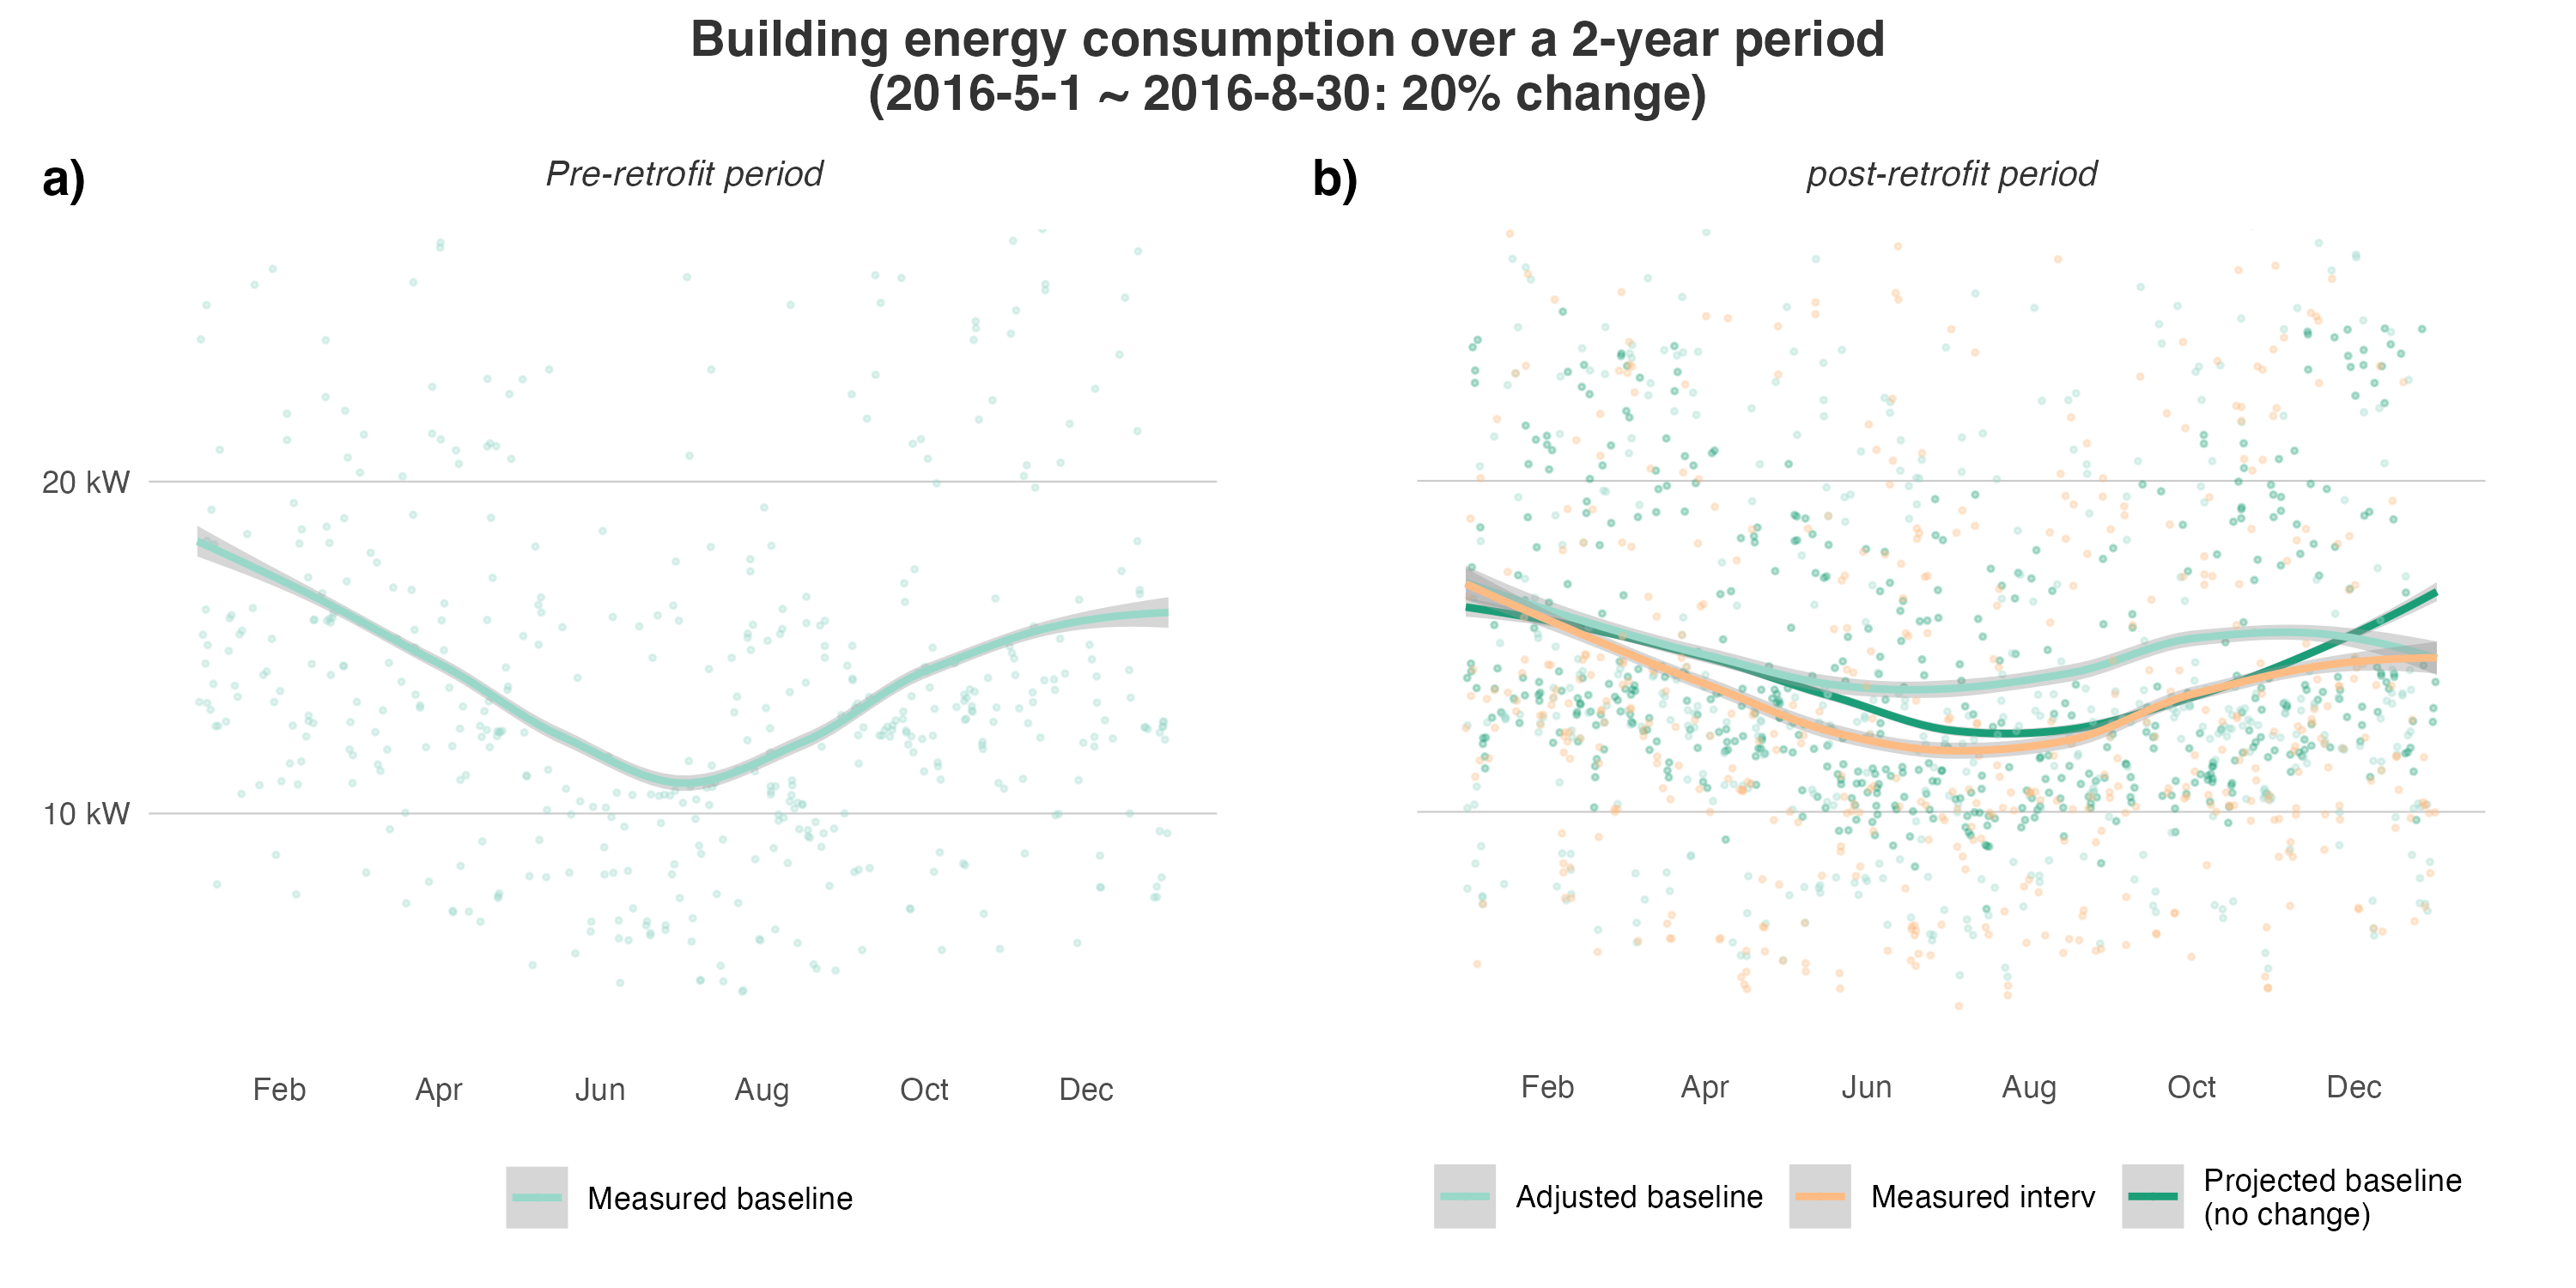 Building energy consumption over a 2-year period
(2016-5-1 ~ 2016-8-30: 20% change)
a)
Pre-retrofit period
20 kW
10 kW
Feb Apr Jun Aug Oct Dec
Measured baseline
b)
post-retrofit period
Feb Apr Jun Aug Oct Dec
Adjusted baseline
Measured interv
Projected baseline
(no change)